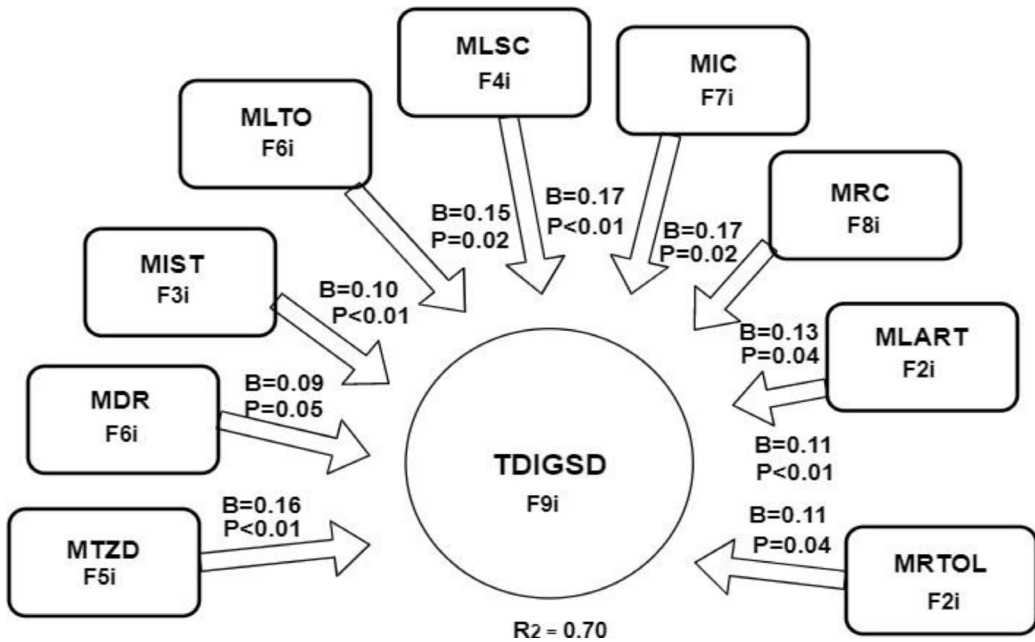 MLSC
F4i
MIC
F7i
MLTO
F6i
MRC
F8i
B=0.15
P=0.02
B=0.17
P<0.01
B=0.17
P=0.02
MIST
F3i
B=0.10
P<0.01
B=0.13
P=0.04
MLART
F2i
MDR
F6i
B=0.09
P=0.05
B=0.11
P<0.01
TDIGSD
F9i
MTZD
F5i
B=0.16
P<0.01
B=0.11
P=0.04
MRTOL
F2i
R2 = 0.70